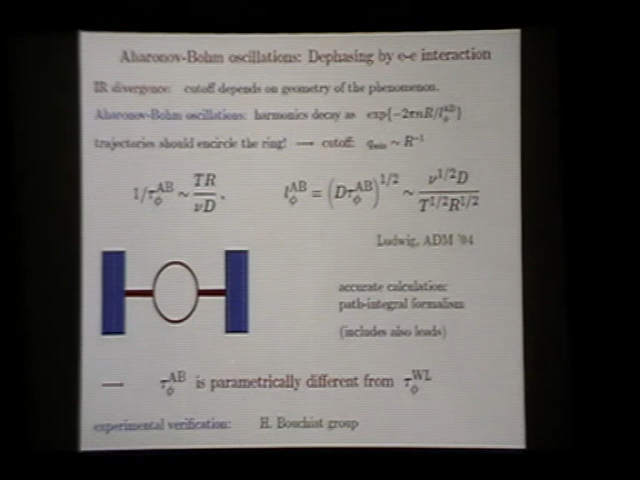 Aharonov-Bohm oscillations: Dephasing by e-e interaction
IR divergence: cutoff depends on geometry of the phenomenon.
Aharonov-Bohm oscillations: harmonics decay as exp{−2πnR/l_ϕ^AB}
trajectories should encircle the ring! ⟶ cutoff: q_min ~ R^−1
1/τ_ϕ^AB ~ TR/νD , l_ϕ^AB = (Dτ_ϕ^AB)^1/2 ~ ν^1/2 D / T^1/2 R^1/2
Ludwig, ADM '04
accurate calculation:
path-integral formalism
(includes also leads)
— τ_ϕ^AB is parametrically different from τ_ϕ^WL
experimental verification: H. Bouchiat group